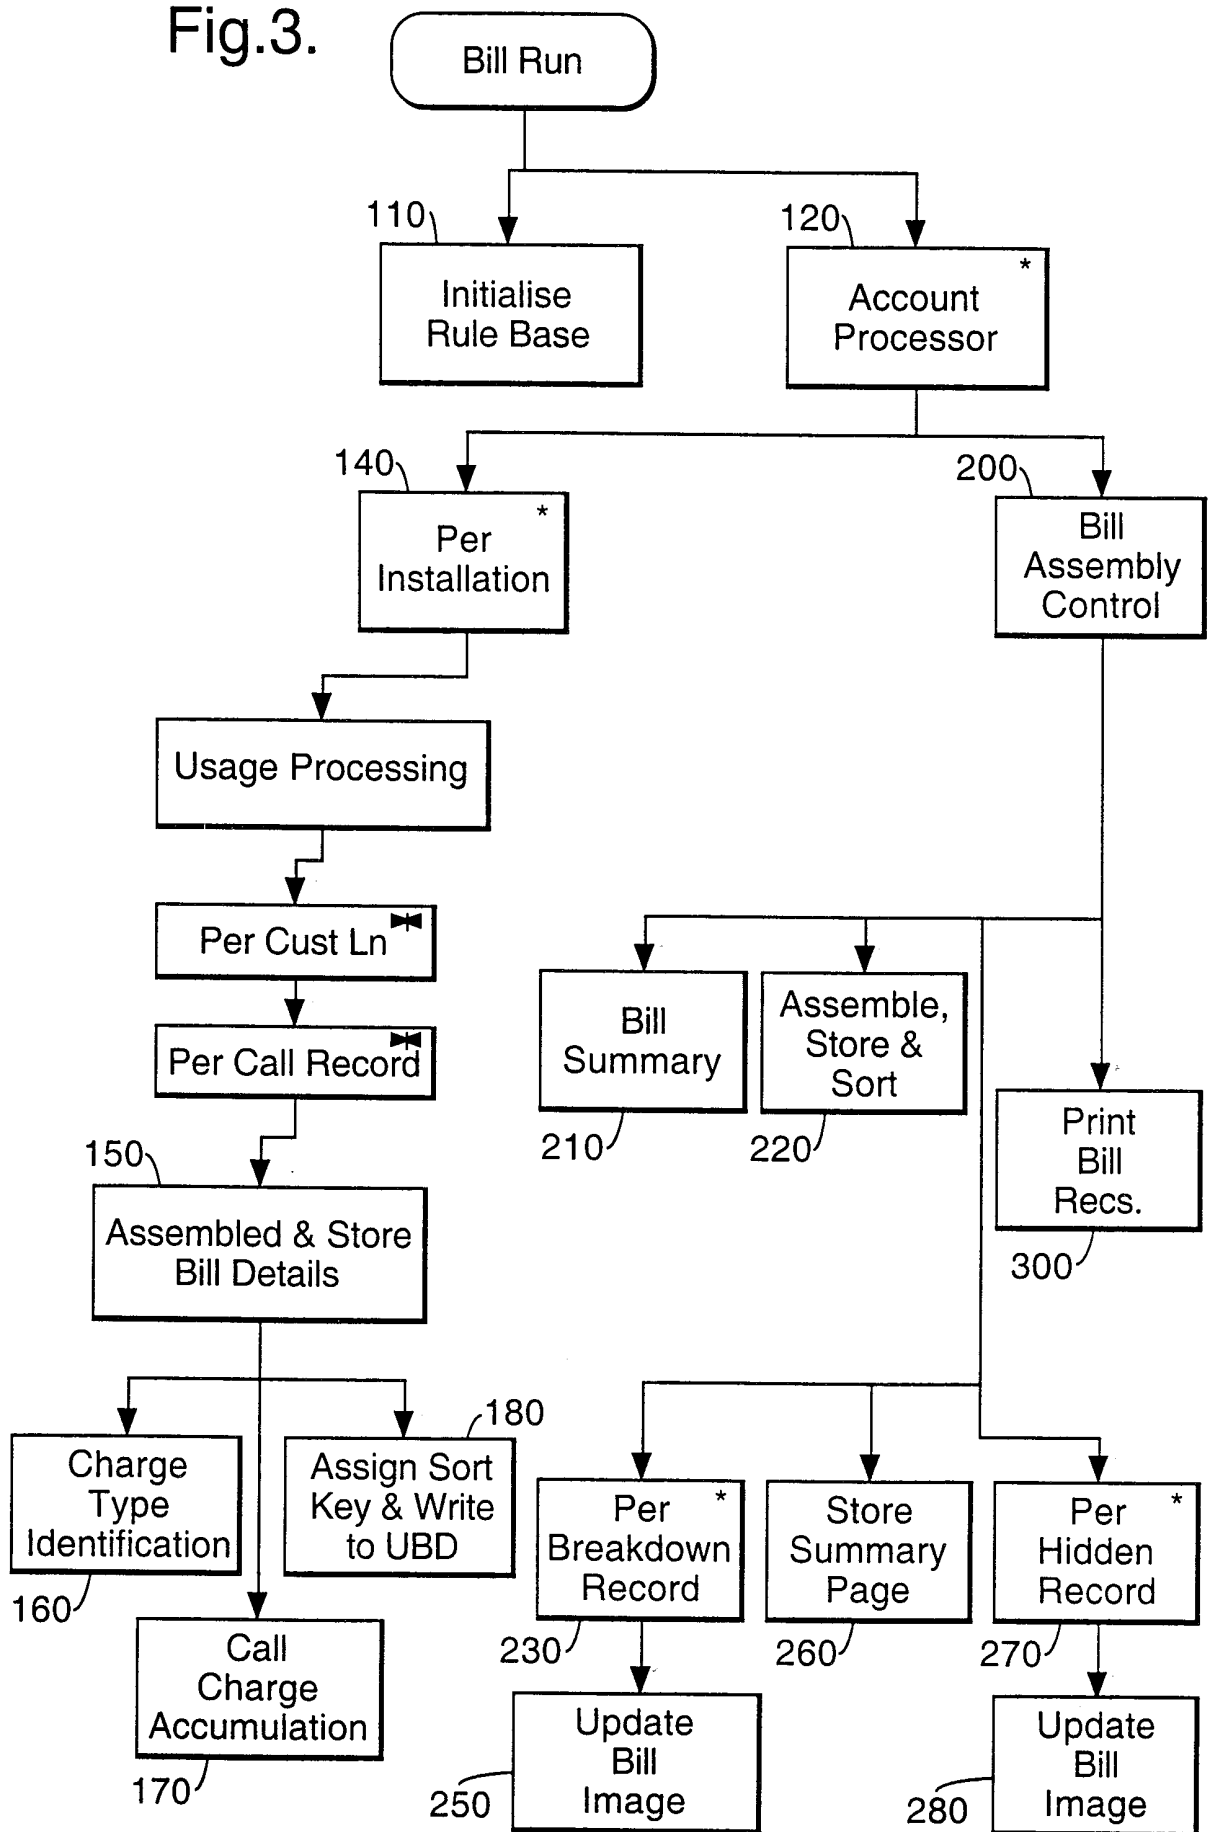 Fig.3.
Bill Run
110
120
Initialise
Rule Base
*
Account
Processor
140
200
*
Per
Installation
Bill
Assembly
Control
Usage Processing
Per Cust Ln
Per Call Record
Bill
Summary
210
Assemble,
Store &
Sort
220
Print
Bill
Recs.
300
150
Assembled & Store
Bill Details
180
Charge
Type
Identification
160
Assign Sort
Key & Write
to UBD
Call
Charge
Accumulation
170
*
Per
Breakdown
Record
230
Store
Summary
Page
260
*
Per
Hidden
Record
270
Update
Bill
Image
250
Update
Bill
Image
280